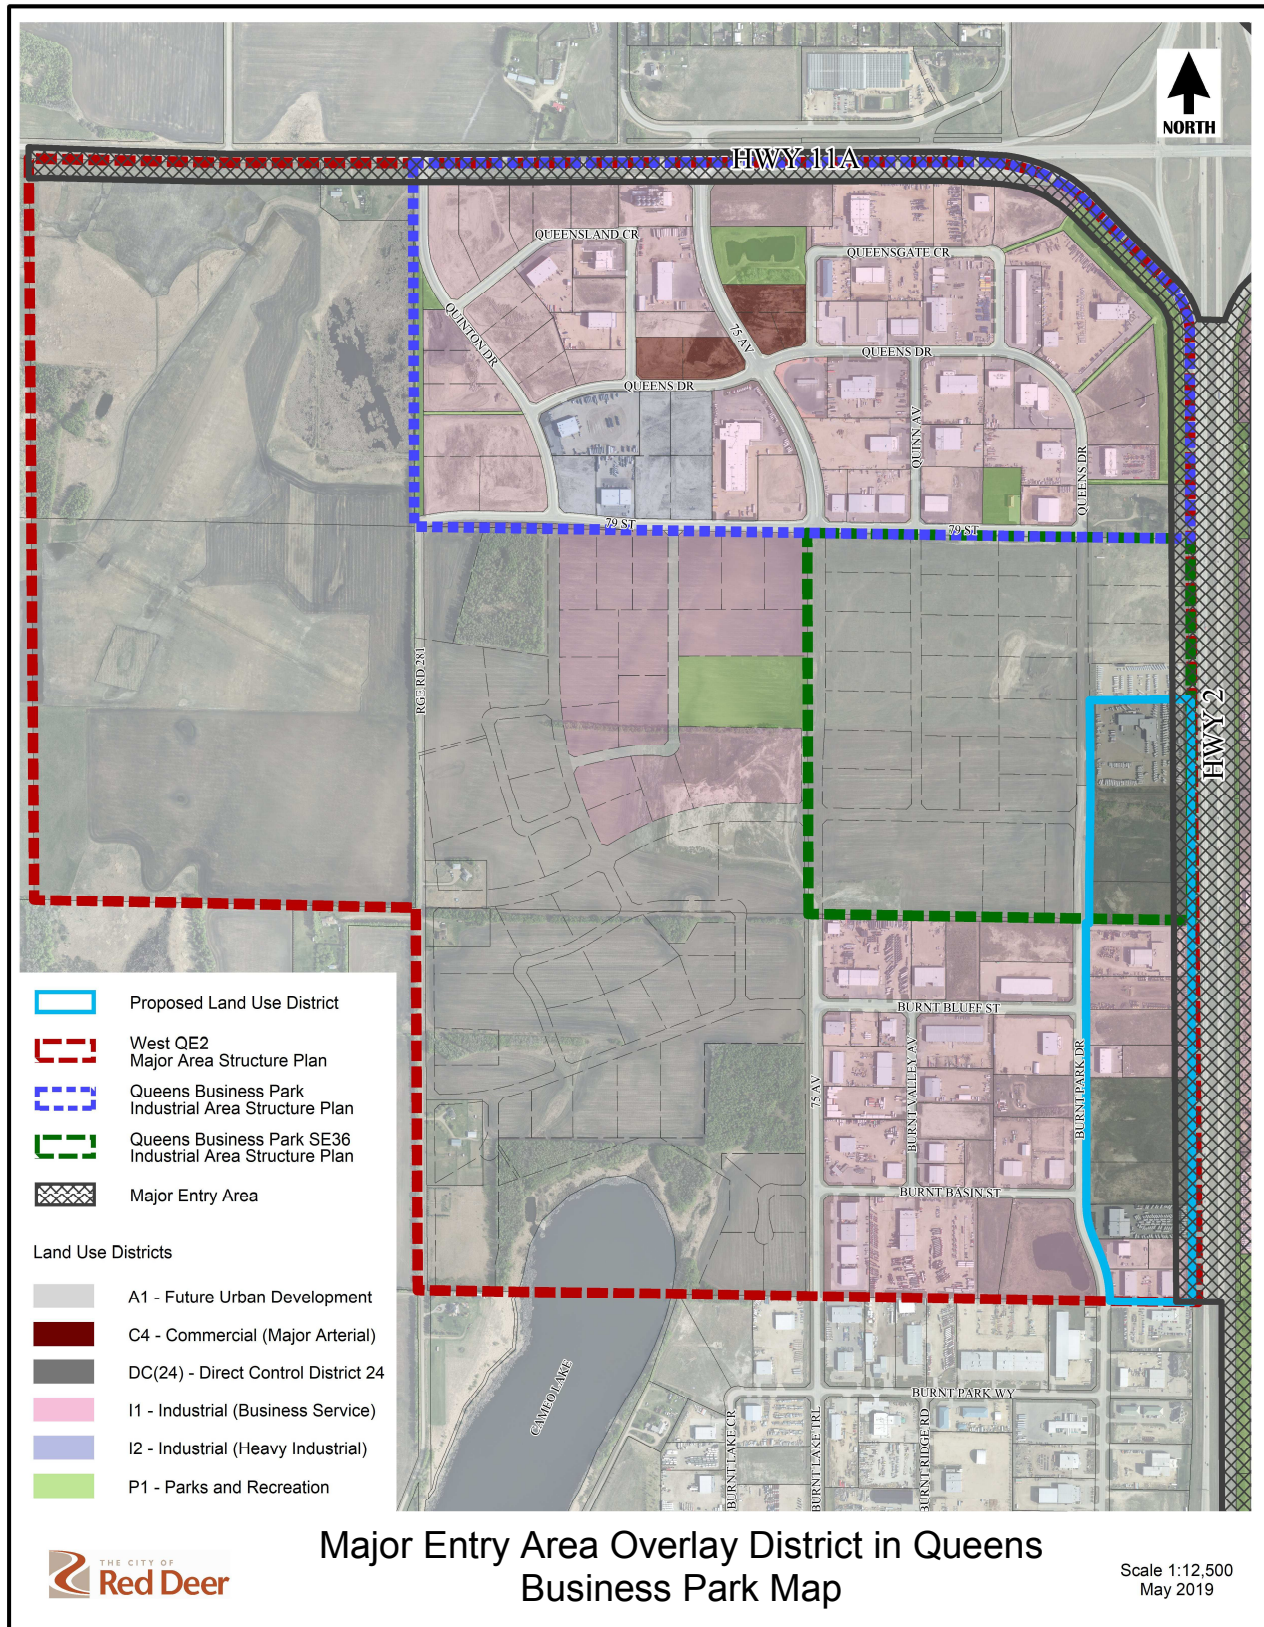 NORTH
HWY 11A
QUEENSLAND CR
QUEENSGATE CR
QUINTON DR
75 AV
QUEENS DR
QUEENS DR
QUINN AV
QUEENS DR
79 ST
79 ST
RGE RD 281
HWY 2
BURNT BLUFF ST
75 AV
BURNT VALLEY AV
BURNT PARK DR
BURNT BASIN ST
CAMEO LAKE
BURNT PARK WY
BURNT LAKE CR
BURNT LAKE TRL
BURNT RIDGE RD
Proposed Land Use District
West QE2
Major Area Structure Plan
Queens Business Park
Industrial Area Structure Plan
Queens Business Park SE36
Industrial Area Structure Plan
Major Entry Area
Land Use Districts
A1 - Future Urban Development
C4 - Commercial (Major Arterial)
DC(24) - Direct Control District 24
I1 - Industrial (Business Service)
I2 - Industrial (Heavy Industrial)
P1 - Parks and Recreation
THE CITY OF
Red Deer
Major Entry Area Overlay District in Queens
Business Park Map
Scale 1:12,500
May 2019